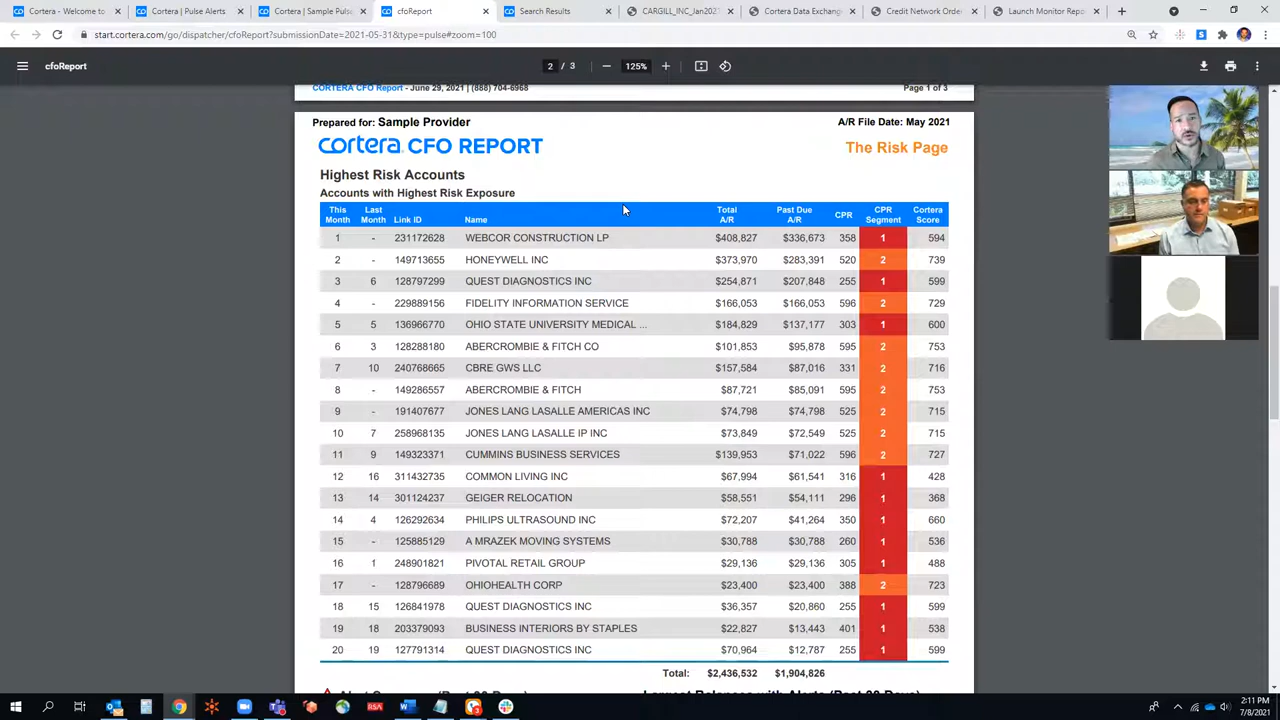 Cortera - Welcome to
Cortera | Pulse Alerts
Cortera | Sample Pulse
cfoReport
Search Results
CARGILL_INC_Jan202
Cortera Data Exchange
Credit Network Order
Launch Monitor Repo
start.cortera.com/go/dispatcher/cfoReport?submissionDate=2021-05-31&type=pulse#zoom=100
cfoReport
2 / 3
125%
CORTERA CFO Report - June 29, 2021 | (888) 704-6968 Page 1 of 3
Prepared for: Sample Provider A/R File Date: May 2021
cortera CFO REPORT The Risk Page
Highest Risk Accounts
Accounts with Highest Risk Exposure
This Month Last Month Link ID Name Total A/R Past Due A/R CPR CPR Segment Cortera Score
1 - 231172628 WEBCOR CONSTRUCTION LP $408,827 $336,673 358 1 594
2 - 149713655 HONEYWELL INC $373,970 $283,391 520 2 739
3 6 128797299 QUEST DIAGNOSTICS INC $254,871 $207,848 255 1 599
4 - 229889156 FIDELITY INFORMATION SERVICE $166,053 $166,053 596 2 729
5 5 136966770 OHIO STATE UNIVERSITY MEDICAL ... $184,829 $137,177 303 1 600
6 3 128288180 ABERCROMBIE & FITCH CO $101,853 $95,878 595 2 753
7 10 240768665 CBRE GWS LLC $157,584 $87,016 331 2 716
8 - 149286557 ABERCROMBIE & FITCH $87,721 $85,091 595 2 753
9 - 191407677 JONES LANG LASALLE AMERICAS INC $74,798 $74,798 525 2 715
10 7 258968135 JONES LANG LASALLE IP INC $73,849 $72,549 525 2 715
11 9 149323371 CUMMINS BUSINESS SERVICES $139,953 $71,022 596 2 727
12 16 311432735 COMMON LIVING INC $67,994 $61,541 316 1 428
13 14 301124237 GEIGER RELOCATION $58,551 $54,111 296 1 368
14 4 126292634 PHILIPS ULTRASOUND INC $72,207 $41,264 350 1 660
15 - 125885129 A MRAZEK MOVING SYSTEMS $30,788 $30,788 260 1 536
16 1 248901821 PIVOTAL RETAIL GROUP $29,136 $29,136 305 1 488
17 - 128796689 OHIOHEALTH CORP $23,400 $23,400 388 2 723
18 15 126841978 QUEST DIAGNOSTICS INC $36,357 $20,860 255 1 599
19 18 203379093 BUSINESS INTERIORS BY STAPLES $22,827 $13,443 401 1 538
20 19 127791314 QUEST DIAGNOSTICS INC $70,964 $12,787 255 1 599
Total: $2,436,532 $1,904,826
2:11 PM
7/8/2021